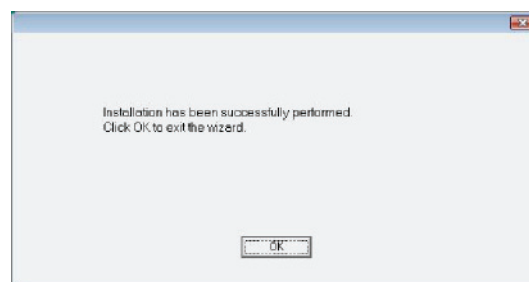 Installation has been successfully performed.
Click OK to exit the wizard.
OK